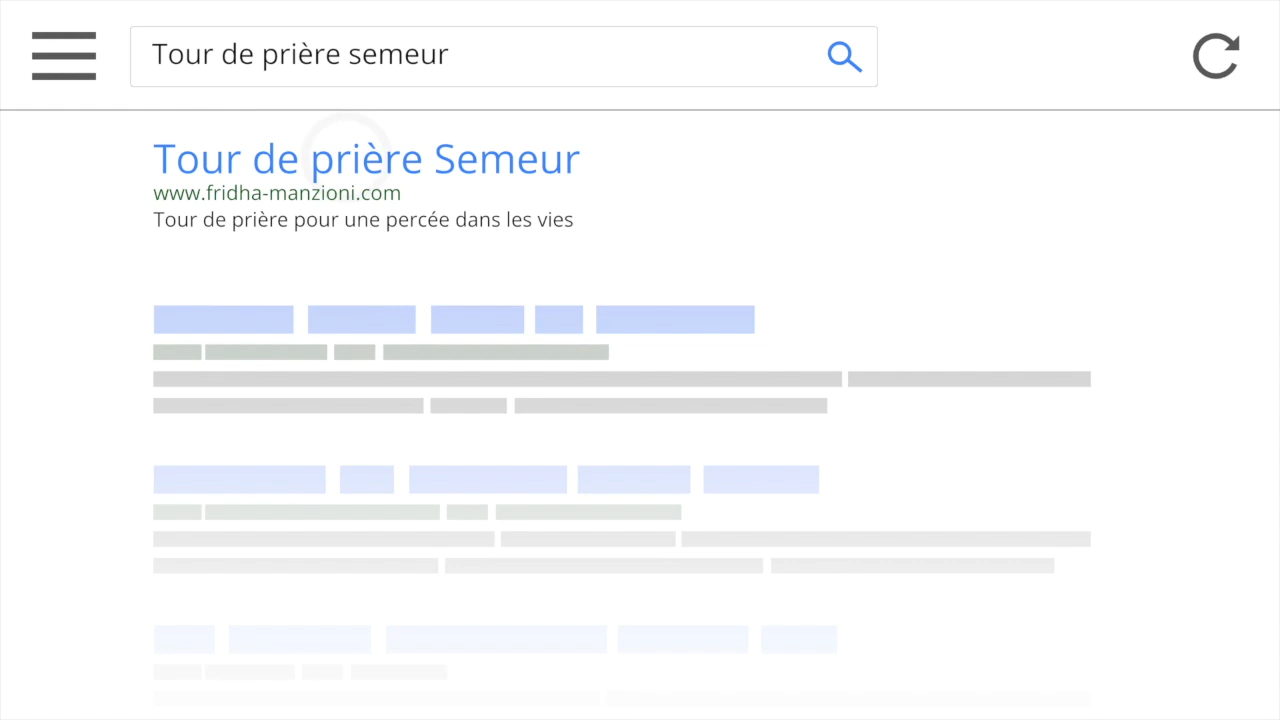 Tour de prière semeur
Tour de prière Semeur
www.fridha-manzioni.com
Tour de prière pour une percée dans les vies